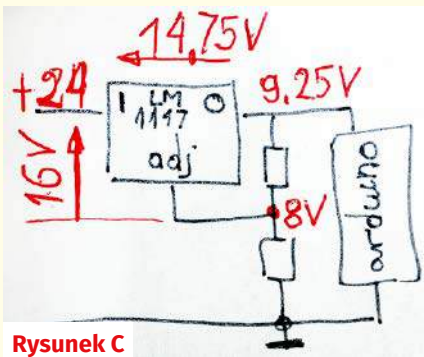 14.75V
+24
I LM O
1117
adj
9.25V
16V
8V
arduino
Rysunek C